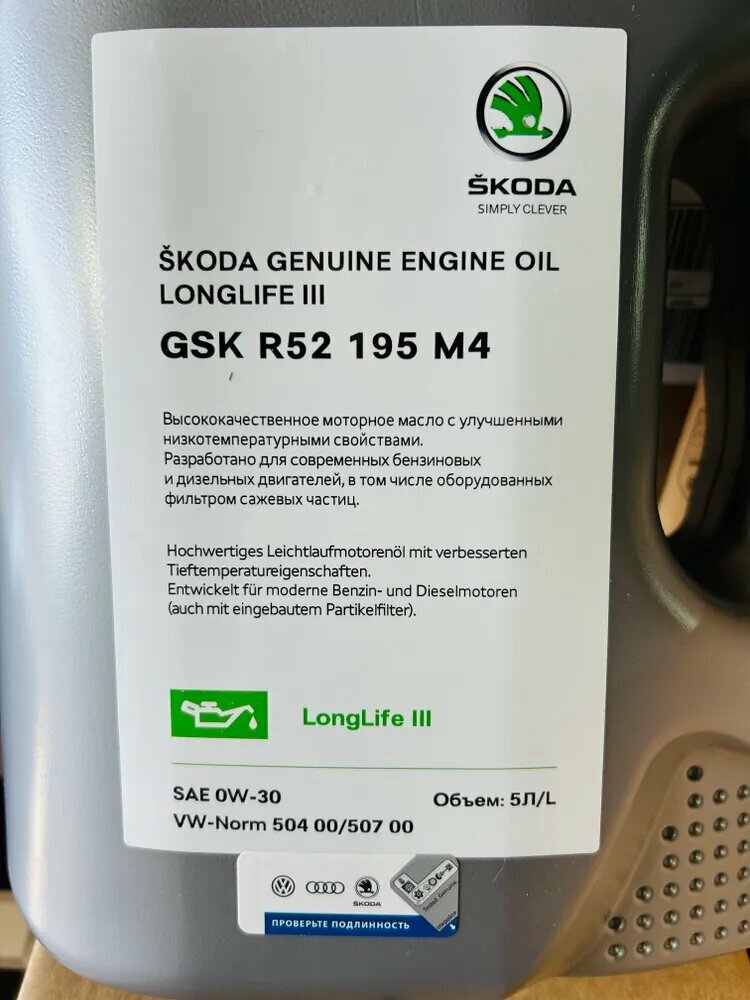 ŠKODA
SIMPLY CLEVER
ŠKODA GENUINE ENGINE OIL
LONGLIFE III
GSK R52 195 M4
Высококачественное моторное масло с улучшенными
низкотемпературными свойствами.
Разработано для современных бензиновых
и дизельных двигателей, в том числе оборудованных
фильтром сажевых частиц.
Hochwertiges Leichtlaufmotorenöl mit verbesserten
Tieftemperatureigenschaften.
Entwickelt für moderne Benzin- und Dieselmotoren
(auch mit eingebautem Partikelfilter).
LongLife III
SAE 0W-30
Объем: 5Л/L
VW-Norm 504 00/507 00
ŠKODA
ПРОВЕРЬТЕ ПОДЛИННОСТЬ